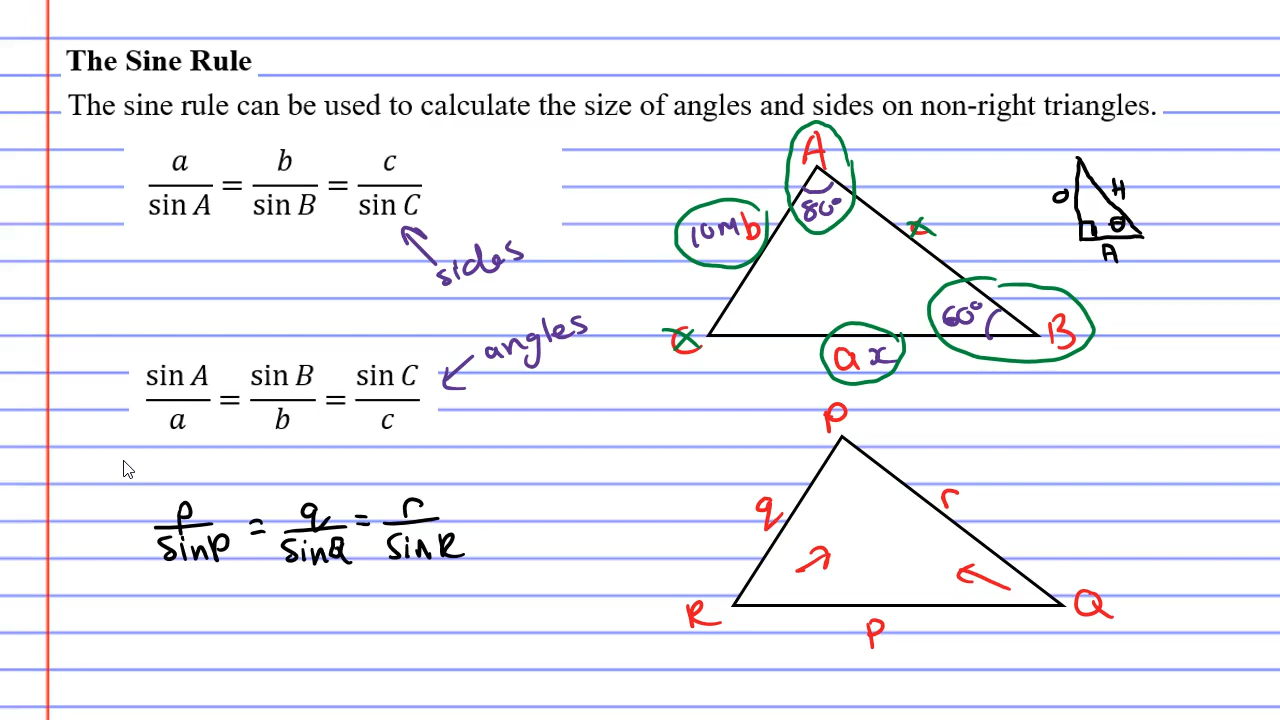 The Sine Rule
The sine rule can be used to calculate the size of angles and sides on non-right triangles.
a/sin A = b/sin B = c/sin C
sides
sin A/a = sin B/b = sin C/c
angles
p/sinP = q/sinQ = r/sinR
A
80°
10m b
c
C
a x
60°
B
O
H
θ
A
P
q
r
R
p
Q